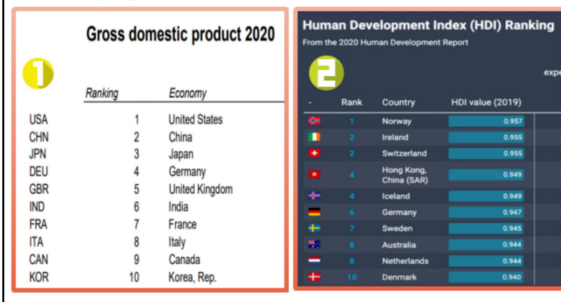 Gross domestic product 2020
1
Ranking Economy
USA 1 United States
CHN 2 China
JPN 3 Japan
DEU 4 Germany
GBR 5 United Kingdom
IND 6 India
FRA 7 France
ITA 8 Italy
CAN 9 Canada
KOR 10 Korea, Rep.
Human Development Index (HDI) Ranking
From the 2020 Human Development Report
2
expe
- Rank Country HDI value (2019)
1 Norway 0.957
2 Ireland 0.955
2 Switzerland 0.955
4 Hong Kong,
China (SAR) 0.949
4 Iceland 0.949
6 Germany 0.947
7 Sweden 0.945
8 Australia 0.944
8 Netherlands 0.944
10 Denmark 0.940